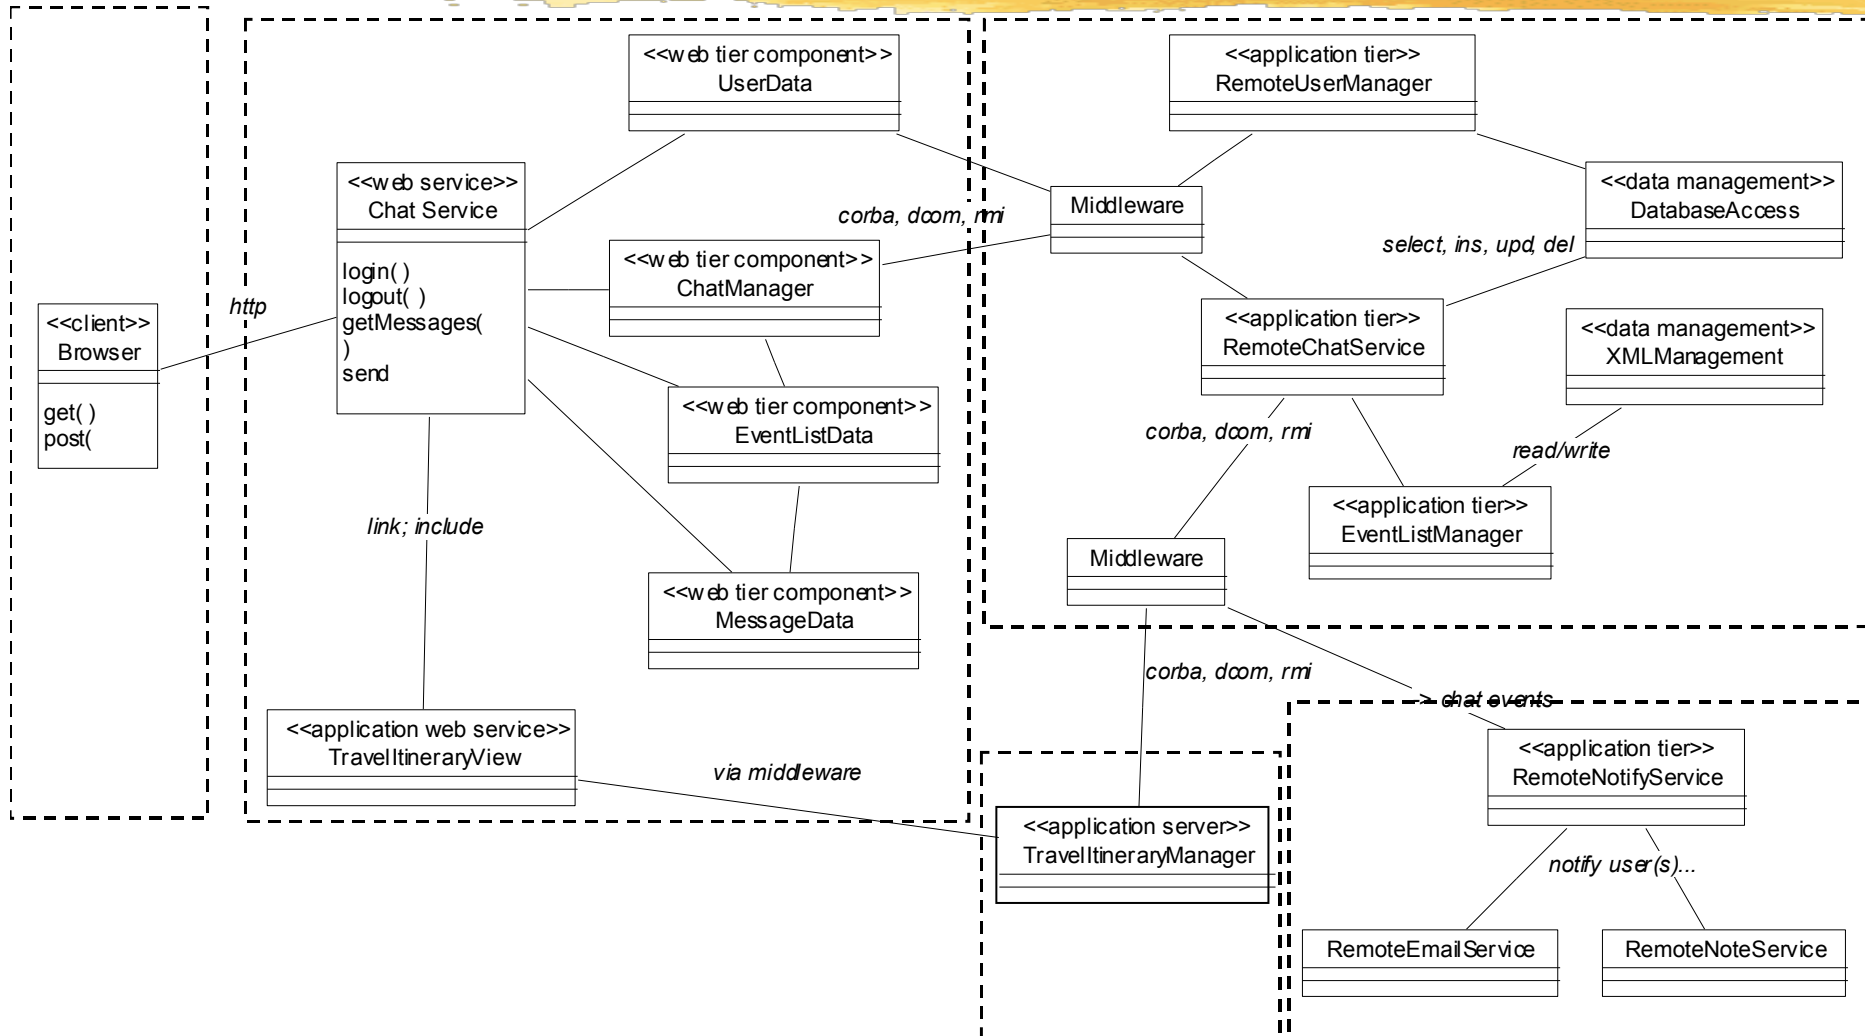 <<client>>
Browser
get( )
post(
http
<<web service>>
Chat Service
login( )
logout( )
getMessages(
)
send
link; include
<<web tier component>>
UserData
<<web tier component>>
ChatManager
<<web tier component>>
EventListData
<<web tier component>>
MessageData
<<application web service>>
TravelItineraryView
via middleware
corba, dcom, rmi
Middleware
<<application tier>>
RemoteUserManager
<<data management>>
DatabaseAccess
select, ins, upd, del
<<application tier>>
RemoteChatService
<<data management>>
XMLManagement
corba, dcom, rmi
read/write
<<application tier>>
EventListManager
Middleware
corba, dcom, rmi
-> chat events
<<application server>>
TravelItineraryManager
<<application tier>>
RemoteNotifyService
notify user(s)...
RemoteEmailService
RemoteNoteService